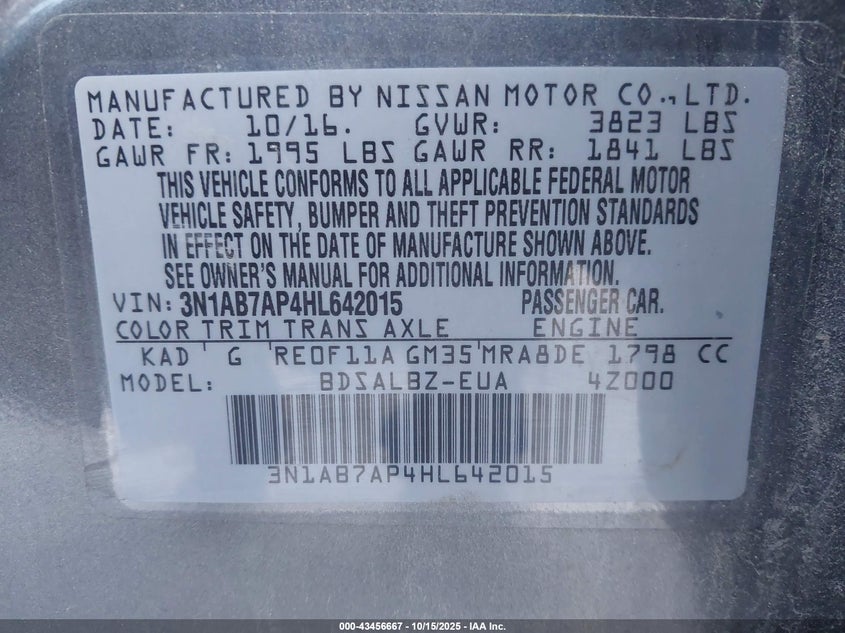 MANUFACTURED BY NISSAN MOTOR CO., LTD.
DATE: 10/16. GVWR: 3823 LBS
GAWR FR: 1995 LBS GAWR RR: 1841 LBS
THIS VEHICLE CONFORMS TO ALL APPLICABLE FEDERAL MOTOR
VEHICLE SAFETY, BUMPER AND THEFT PREVENTION STANDARDS
IN EFFECT ON THE DATE OF MANUFACTURE SHOWN ABOVE.
SEE OWNER'S MANUAL FOR ADDITIONAL INFORMATION.
VIN: 3N1AB7AP4HL642015 PASSENGER CAR.
COLOR TRIM TRANS AXLE ENGINE
KAD G RE0F11A GM35 MRA8DE 1798 CC
MODEL: BDSALBZ-EUA 4Z000
3N1AB7AP4HL642015
000-43456667 - 10/15/2025 - IAA Inc.